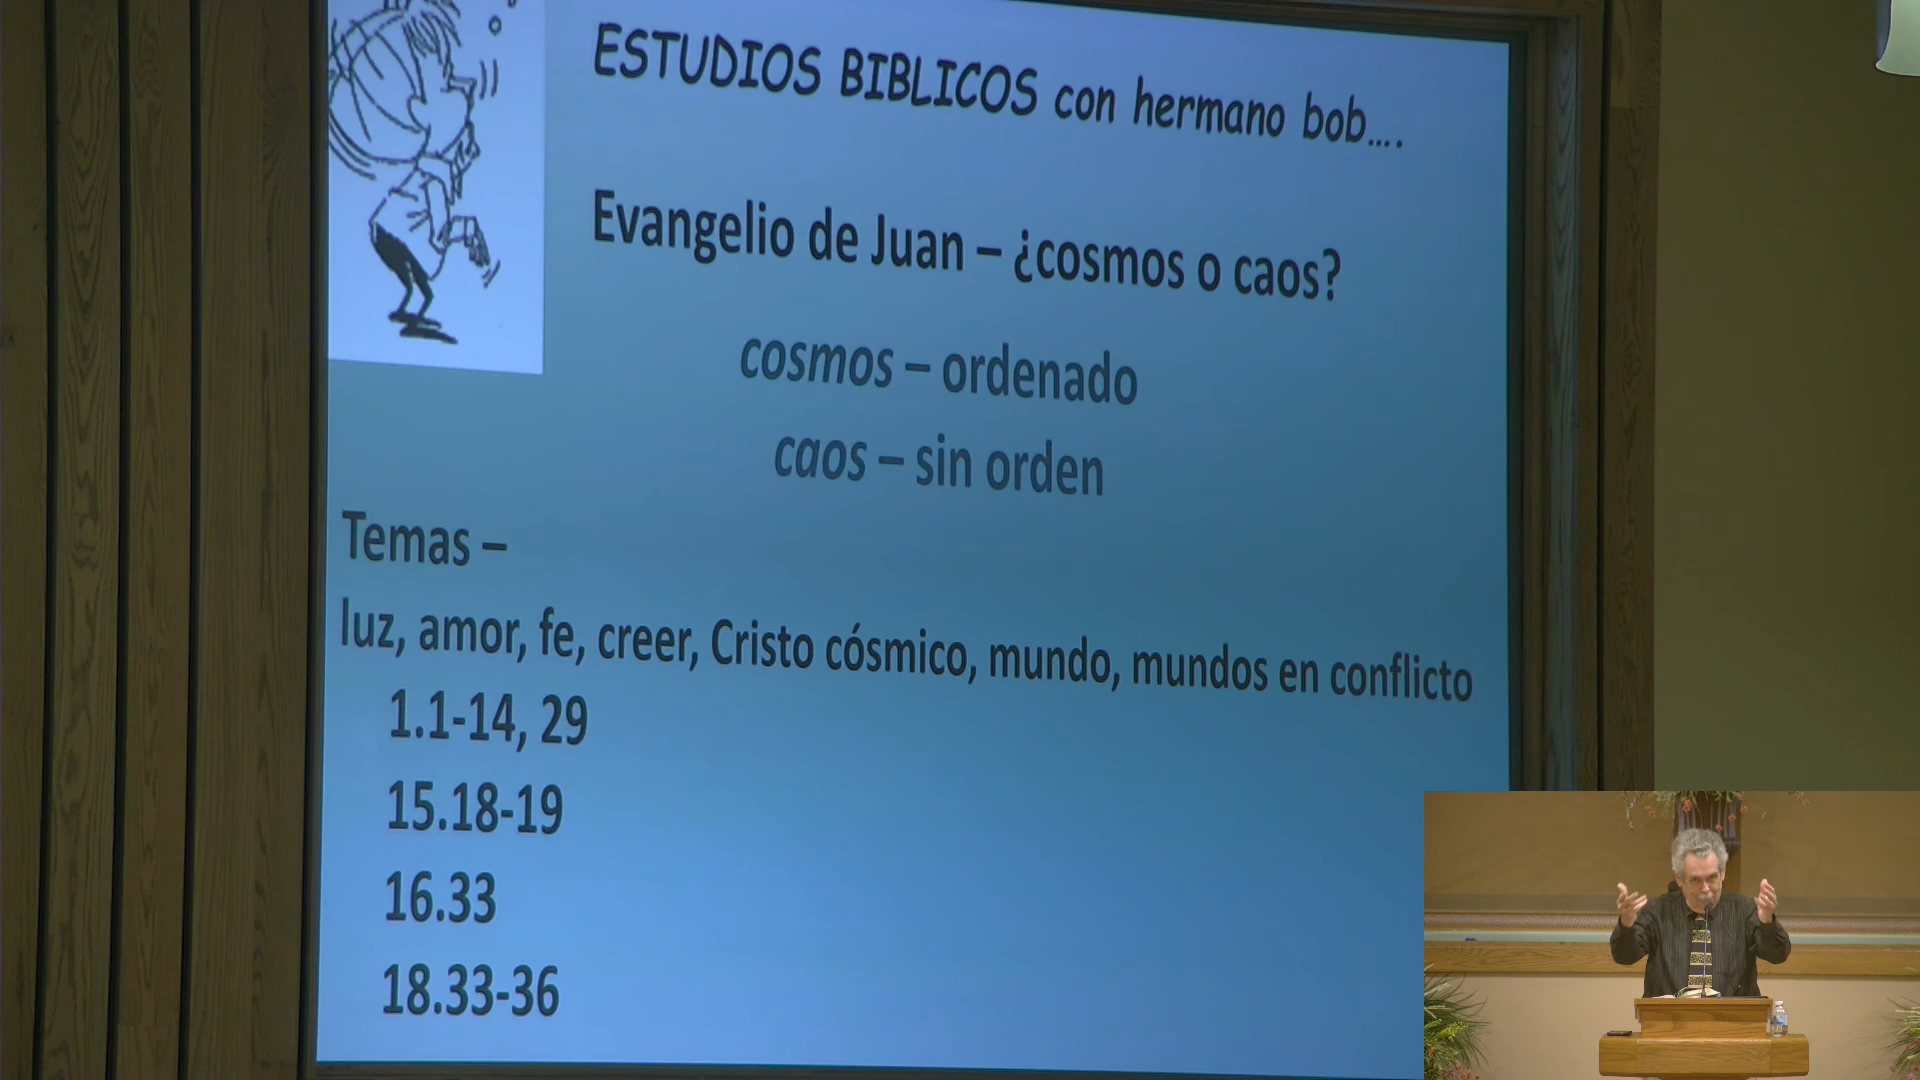 ESTUDIOS BIBLICOS con hermano bob....
Evangelio de Juan – ¿cosmos o caos?
cosmos – ordenado
caos – sin orden
Temas –
luz, amor, fe, creer, Cristo cósmico, mundo, mundos en conflicto
1.1-14, 29
15.18-19
16.33
18.33-36